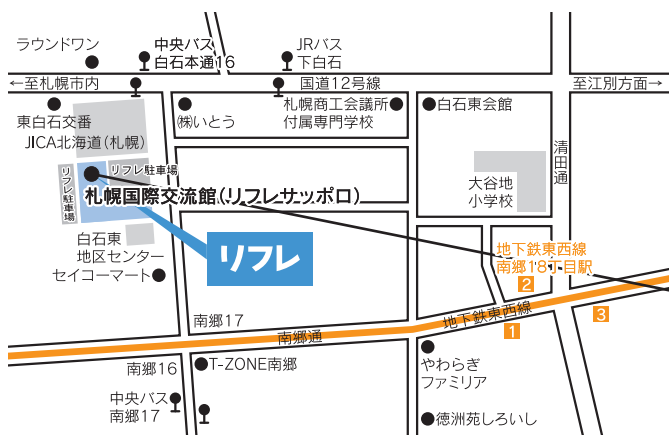 ラウンドワン
中央バス
白石本通16
JRバス
下白石
←至札幌市内
国道12号線
至江別方面→
東白石交番
JICA北海道(札幌)
㈱いとう
札幌商工会議所
付属専門学校
白石東会館
清田通
リフレ駐車場
リフレ駐車場
札幌国際交流館(リフレサッポロ)
大谷地
小学校
白石東
地区センター
セイコーマート
リフレ
地下鉄東西線
南郷18丁目駅
2
南郷17
南郷通
地下鉄東西線
1
3
南郷16
T-ZONE南郷
やわらぎ
ファミリア
中央バス
南郷17
徳洲苑しろいし